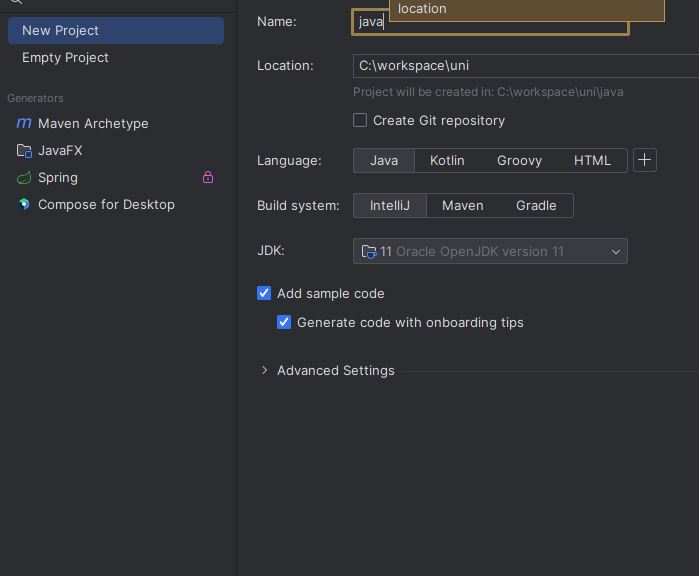 location
New Project
Name: java
Empty Project
Location: C:\workspace\uni
Project will be created in: C:\workspace\uni\java
Generators
Create Git repository
Maven Archetype
JavaFX
Language: Java Kotlin Groovy HTML
Spring
Compose for Desktop
Build system: IntelliJ Maven Gradle
JDK: 11 Oracle OpenJDK version 11
Add sample code
Generate code with onboarding tips
Advanced Settings